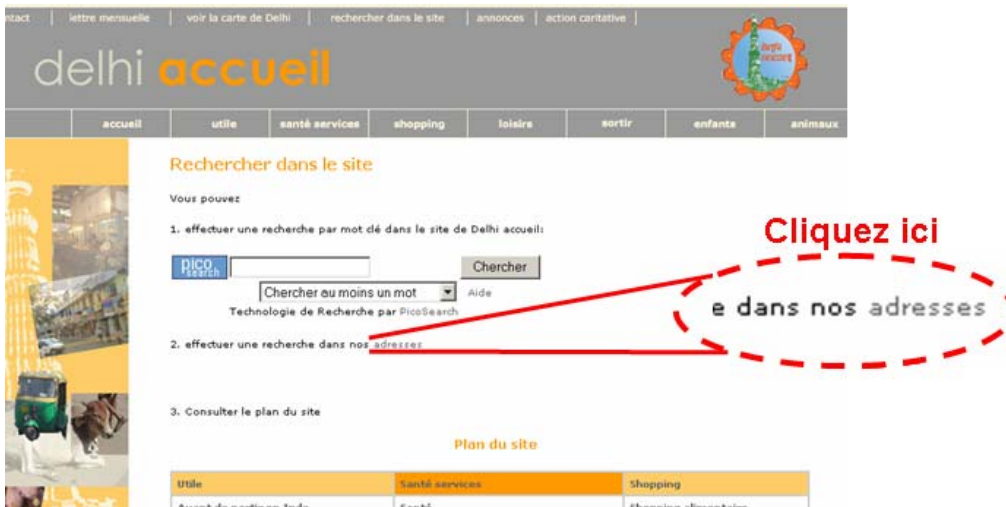 lettre mensuelle | voir la carte de Delhi | rechercher dans le site | annonces | action caritative |
delhi accueil
accueil utile santé services shopping loisirs sortir enfants animaux
Rechercher dans le site
Vous pouvez
1. effectuer une recherche par mot clé dans le site de Delhi accueil:
pico search Chercher
Chercher au moins un mot Aide
Technologie de Recherche par PicoSearch
2. effectuer une recherche dans nos adresses
Cliquez ici
e dans nos adresses
3. Consulter le plan du site
Plan du site
Utile Santé services Shopping